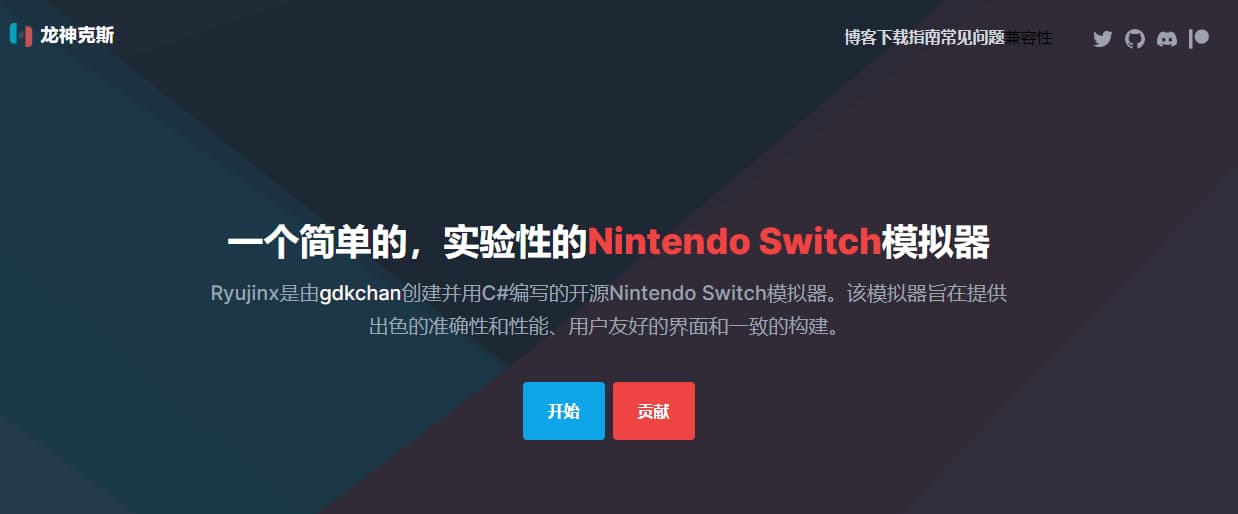 龙神克斯
博客下载指南常见问题兼容性
一个简单的，实验性的Nintendo Switch模拟器
Ryujinx是由gdkchan创建并用C#编写的开源Nintendo Switch模拟器。该模拟器旨在提供
出色的准确性和性能、用户友好的界面和一致的构建。
开始
贡献